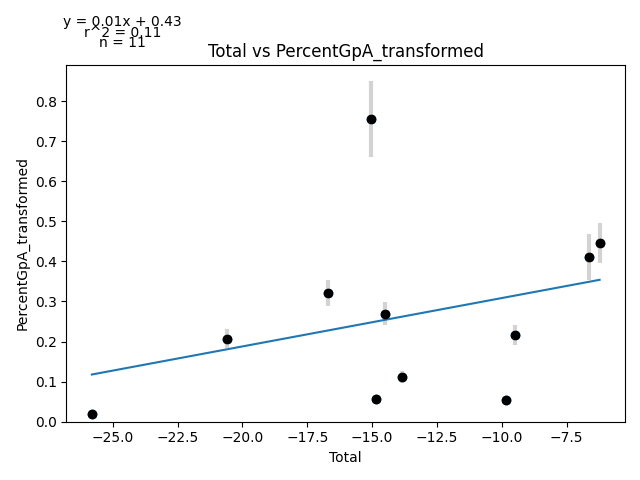 y = 0.01x + 0.43
r^2 = 0.11
n = 11
Total vs PercentGpA_transformed
PercentGpA_transformed
0.8
0.7
0.6
0.5
0.4
0.3
0.2
0.1
0.0
−25.0 −22.5 −20.0 −17.5 −15.0 −12.5 −10.0 −7.5
Total